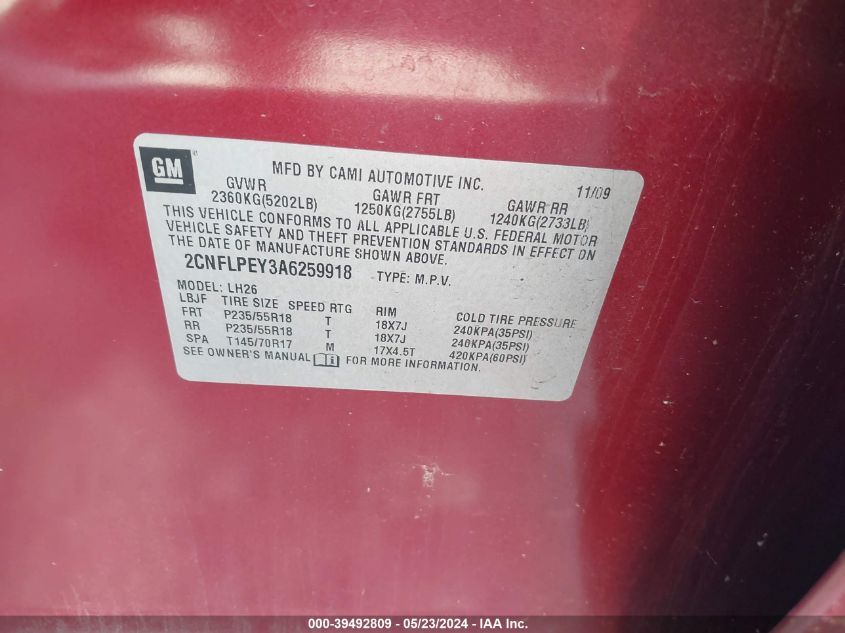 GM
MFD BY CAMI AUTOMOTIVE INC. 11/09
GVWR GAWR FRT GAWR RR
2360KG(5202LB) 1250KG(2755LB) 1240KG(2733LB)
THIS VEHICLE CONFORMS TO ALL APPLICABLE U.S. FEDERAL MOTOR
VEHICLE SAFETY AND THEFT PREVENTION STANDARDS IN EFFECT ON
THE DATE OF MANUFACTURE SHOWN ABOVE.
2CNFLPEY3A6259918 TYPE: M.P.V.
MODEL: LH26
LBJF TIRE SIZE SPEED RTG RIM COLD TIRE PRESSURE
FRT P235/55R18 T 18X7J 240KPA(35PSI)
RR P235/55R18 T 18X7J 240KPA(35PSI)
SPA T145/70R17 M 17X4.5T 420KPA(60PSI)
SEE OWNER'S MANUAL FOR MORE INFORMATION.
000-39492809 - 05/23/2024 - IAA Inc.